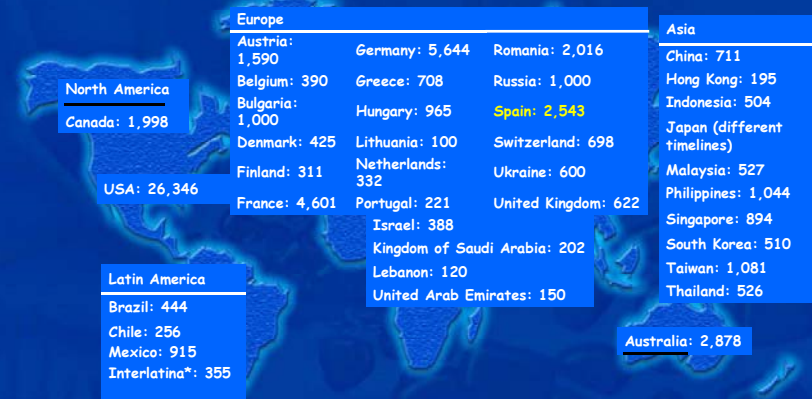 North America
Canada: 1,998
USA: 26,346
Latin America
Brazil: 444
Chile: 256
Mexico: 915
Interlatina*: 355
Europe
Austria:
1,590
Belgium: 390
Bulgaria:
1,000
Denmark: 425
Finland: 311
France: 4,601
Germany: 5,644
Greece: 708
Hungary: 965
Lithuania: 100
Netherlands:
332
Portugal: 221
Romania: 2,016
Russia: 1,000
Spain: 2,543
Switzerland: 698
Ukraine: 600
United Kingdom: 622
Israel: 388
Kingdom of Saudi Arabia: 202
Lebanon: 120
United Arab Emirates: 150
Asia
China: 711
Hong Kong: 195
Indonesia: 504
Japan (different
timelines)
Malaysia: 527
Philippines: 1,044
Singapore: 894
South Korea: 510
Taiwan: 1,081
Thailand: 526
Australia: 2,878